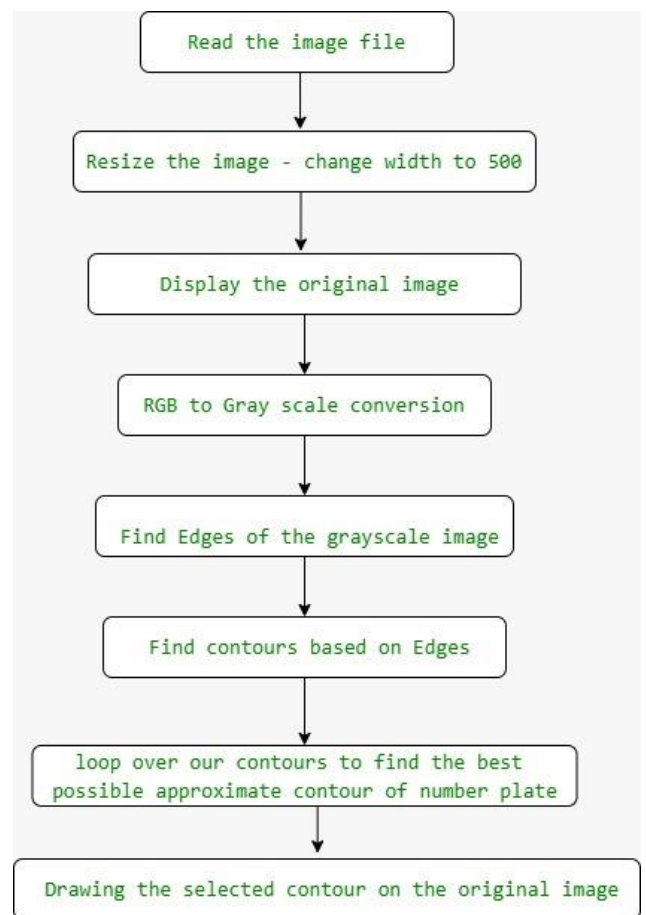 Read the image file
Resize the image - change width to 500
Display the original image
RGB to Gray scale conversion
Find Edges of the grayscale image
Find contours based on Edges
loop over our contours to find the best
possible approximate contour of number plate
Drawing the selected contour on the original image